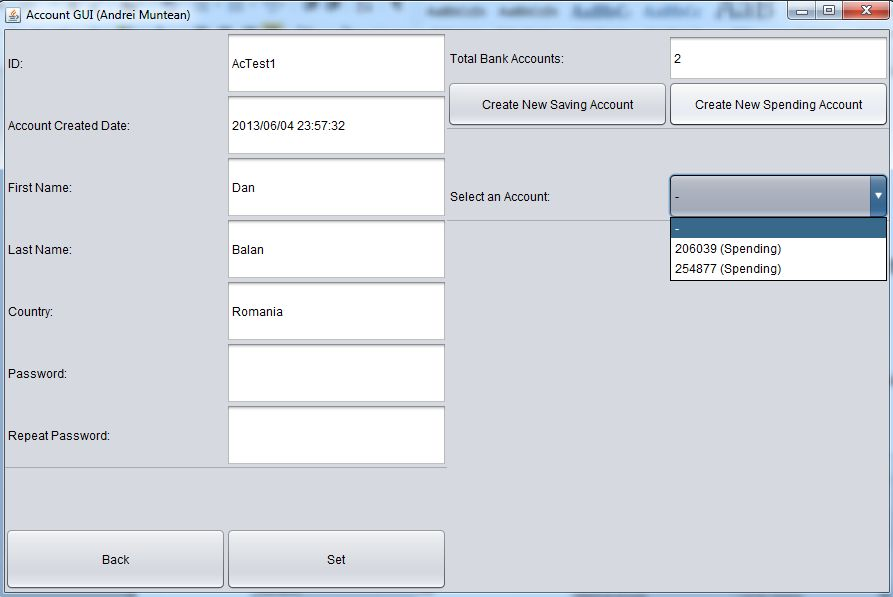 Account GUI (Andrei Muntean)
ID:
AcTest1
Account Created Date:
2013/06/04 23:57:32
First Name:
Dan
Last Name:
Balan
Country:
Romania
Password:
Repeat Password:
Back
Set
Total Bank Accounts:
2
Create New Saving Account
Create New Spending Account
Select an Account:
-
-
206039 (Spending)
254877 (Spending)